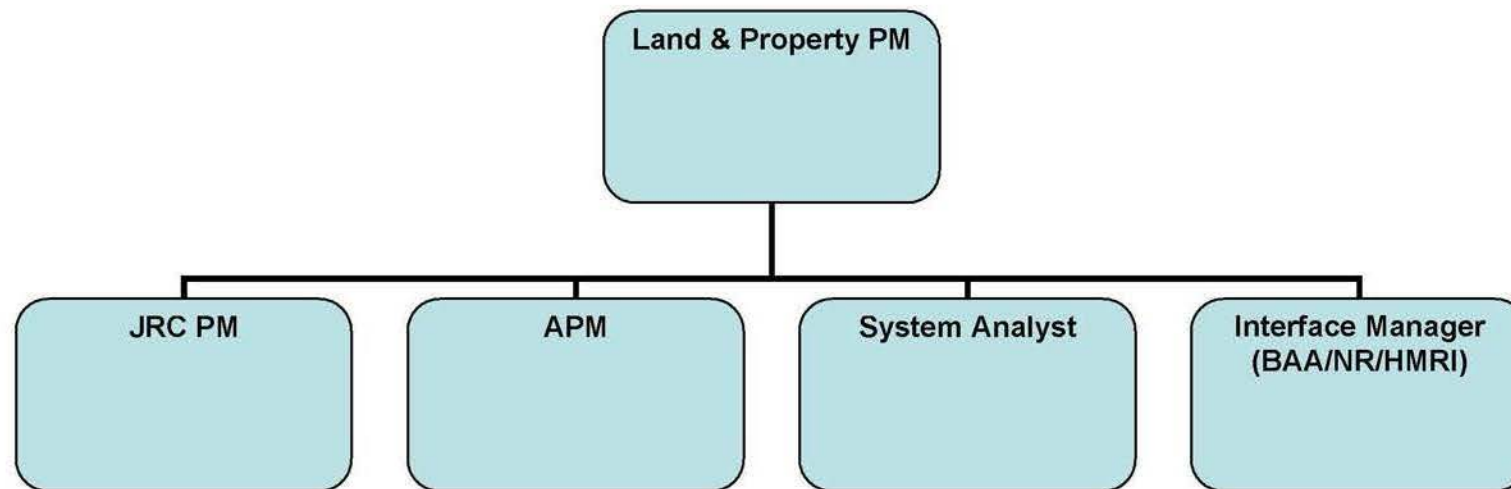 Land & Property PM
JRC PM
APM
System Analyst
Interface Manager
(BAA/NR/HMRI)